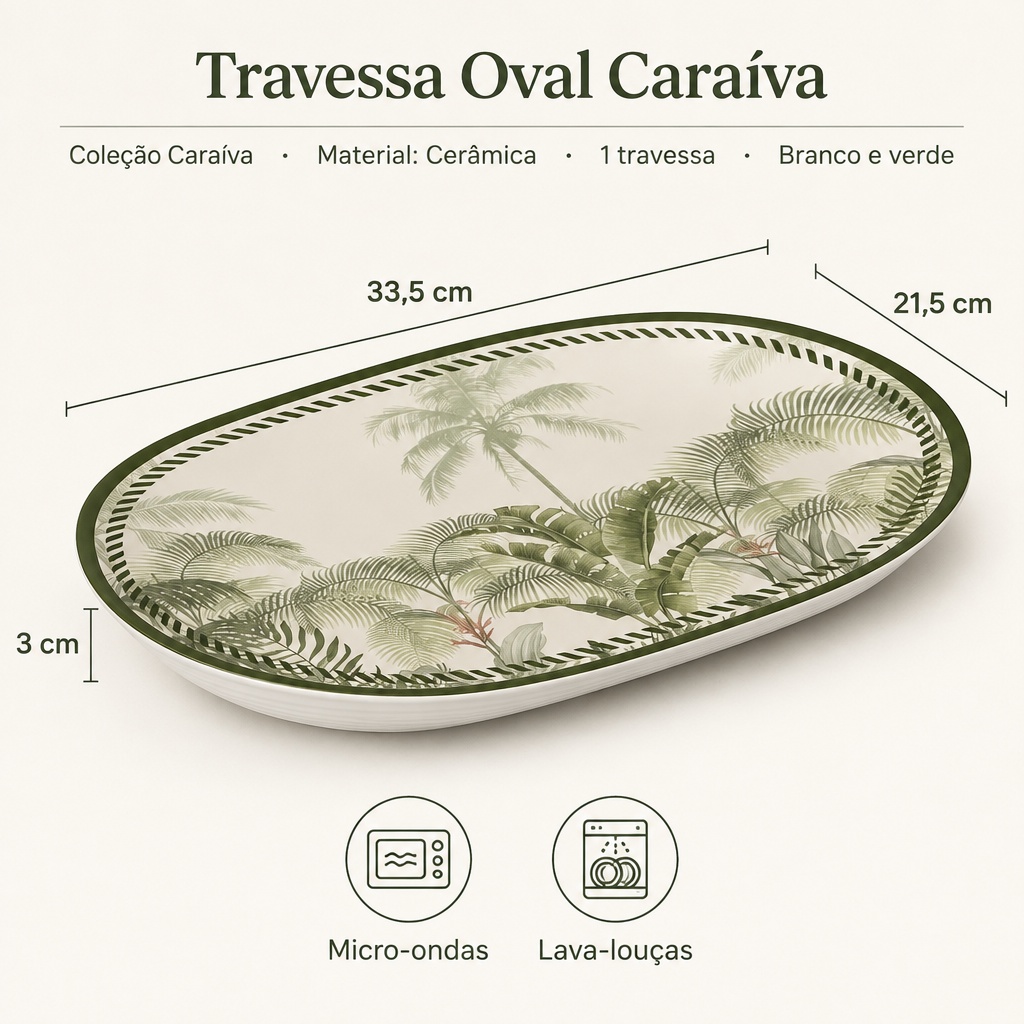 Travessa Oval Caraíva
Coleção Caraíva • Material: Cerâmica • 1 travessa • Branco e verde
33,5 cm
21,5 cm
3 cm
Micro-ondas
Lava-louças